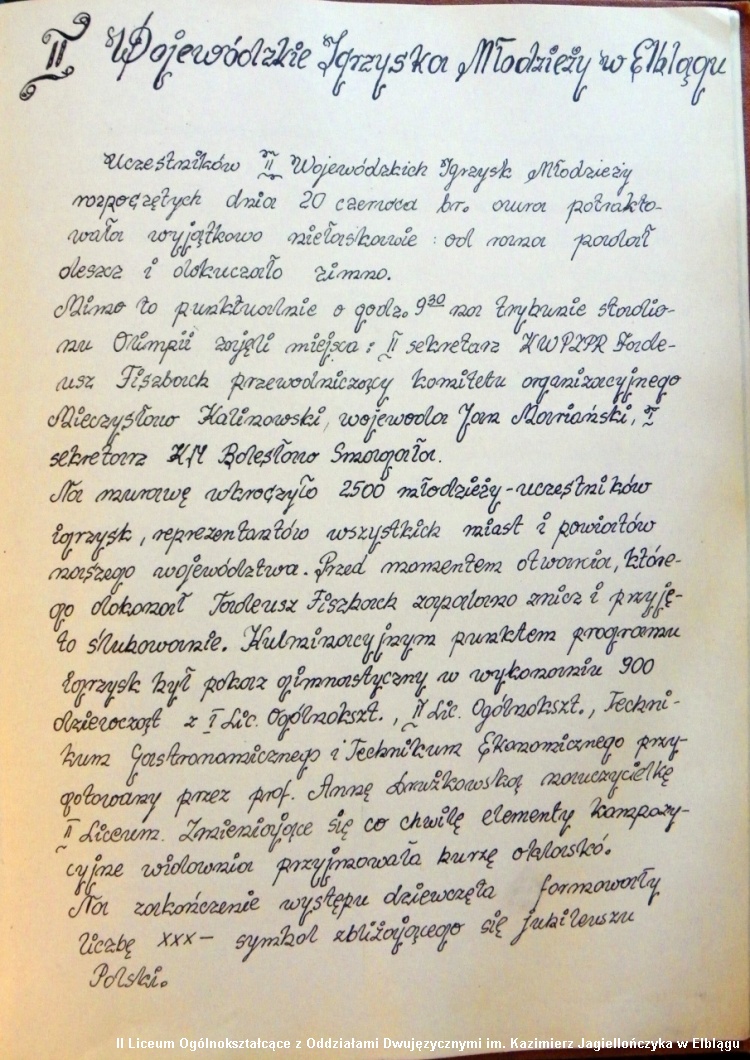 II Wojewódzkie Igrzyska Młodzieży w Elblągu
Uczestników II Wojewódzkich Igrzysk Młodzieży
rozpoczętych dnia 20 czerwca br. aura potrakto-
wała wyjątkowo niełaskawie : od rana padał
deszcz i dokuczało zimno.
Mimo to punktualnie o godz. 9³⁰ na trybunie stadio-
nu Olimpii zajęli miejsca : II sekretarz KWPZPR Tade-
usz Fiszbach przewodniczący komitetu organizacyjnego
Mieczysław Kalinowski, wojewoda Jan Mariański, I
sekretarz KM Bolesław Smagała.
Na murawę wkroczyło 2500 młodzieży-uczestników
igrzysk, reprezentantów wszystkich miast i powiatów
naszego województwa. Przed momentem otwarcia, które-
go dokonał Tadeusz Fiszbach zapalono znicz i przyję-
to ślubowanie. Kulminacyjnym punktem programu
igrzysk był pokaz gimnastyczny w wykonaniu 900
dziewcząt z I Lic. Ogólnokszt., II Lic. Ogólnokszt., Techni-
kum Gastronomicznego i Technikum Ekonomicznego przy-
gotowany przez prof. Annę Drużkowską nauczycielkę
II Liceum. Zmieniające się co chwilę elementy kompozy-
cyjne widownia przyjmowała burzę oklasków.
Na zakończenie występu dziewczęta formowały
liczbę XXX – symbol zbliżającego się jubileuszu
Polski.
II Liceum Ogólnokształcące z Oddziałami Dwujęzycznymi im. Kazimierz Jagiellończyka w Elblągu